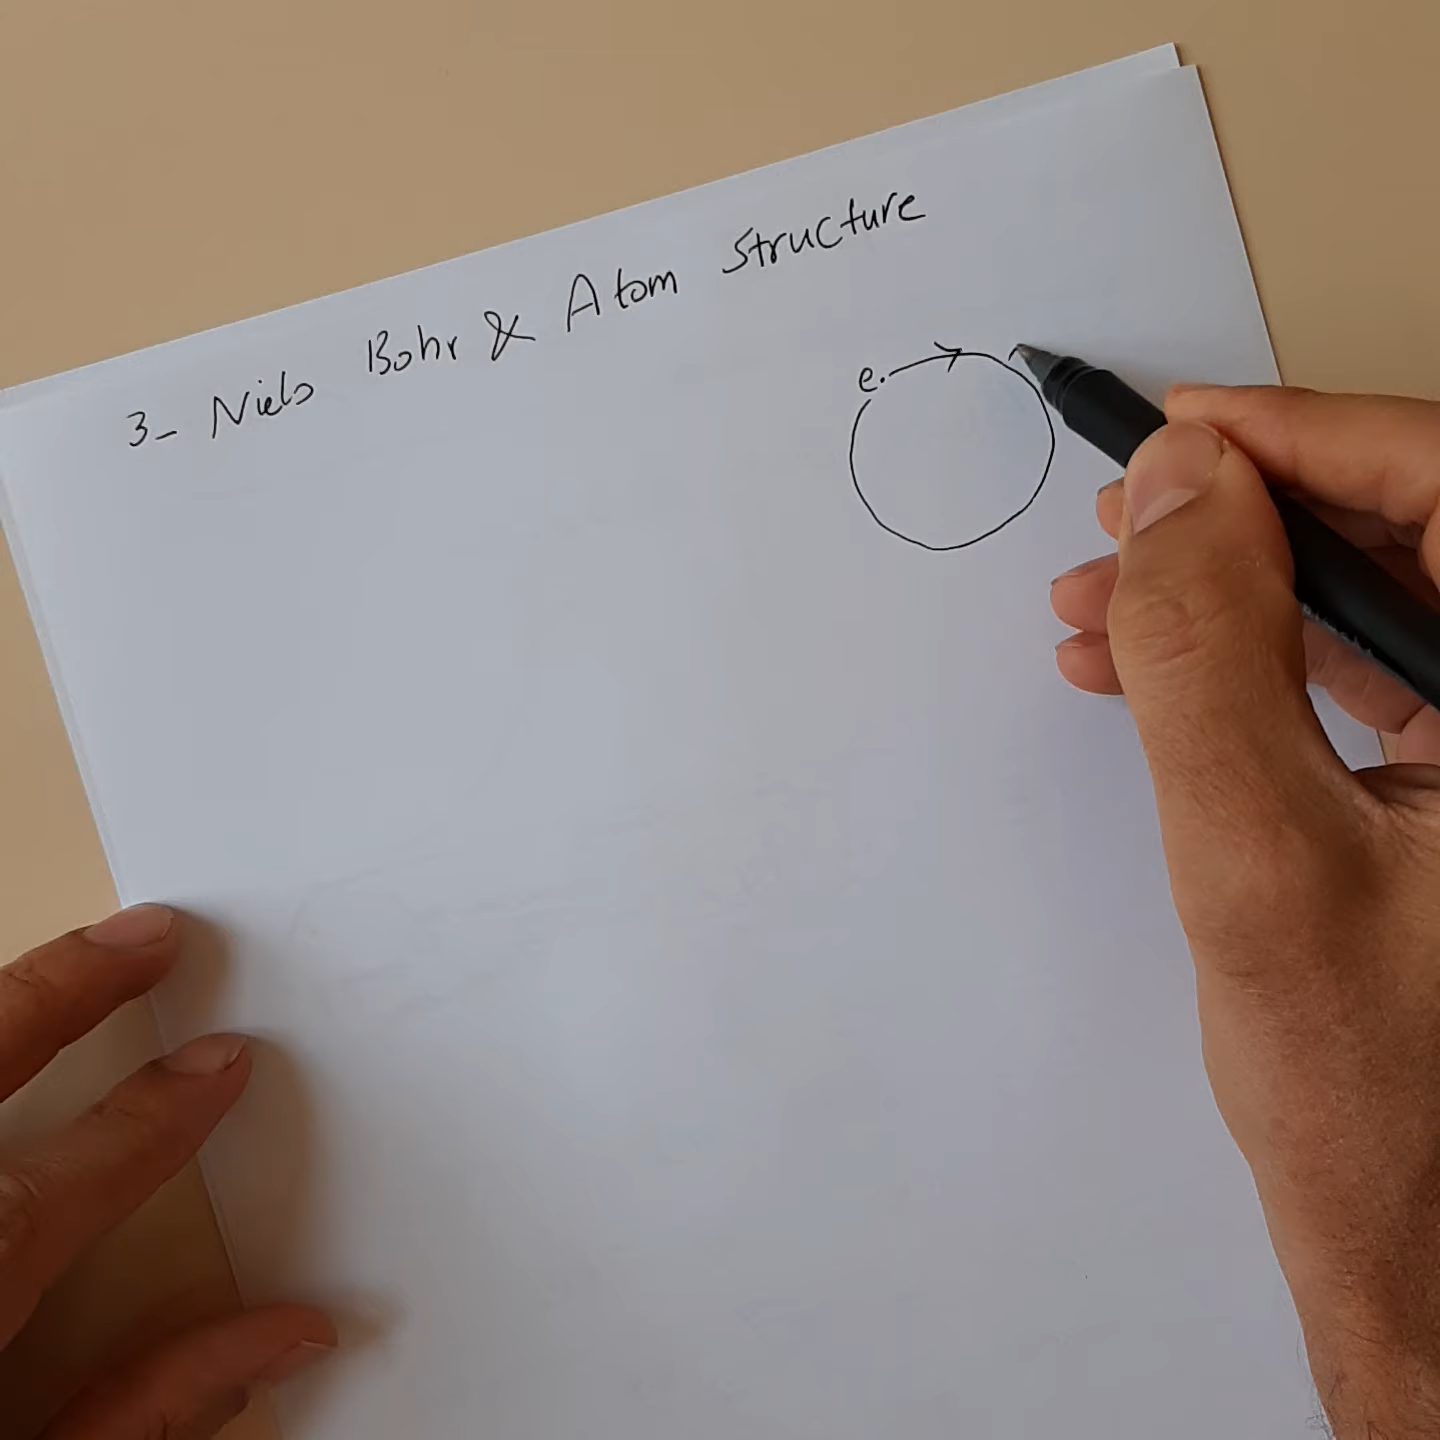 3- Niels Bohr & Atom Structure
e.